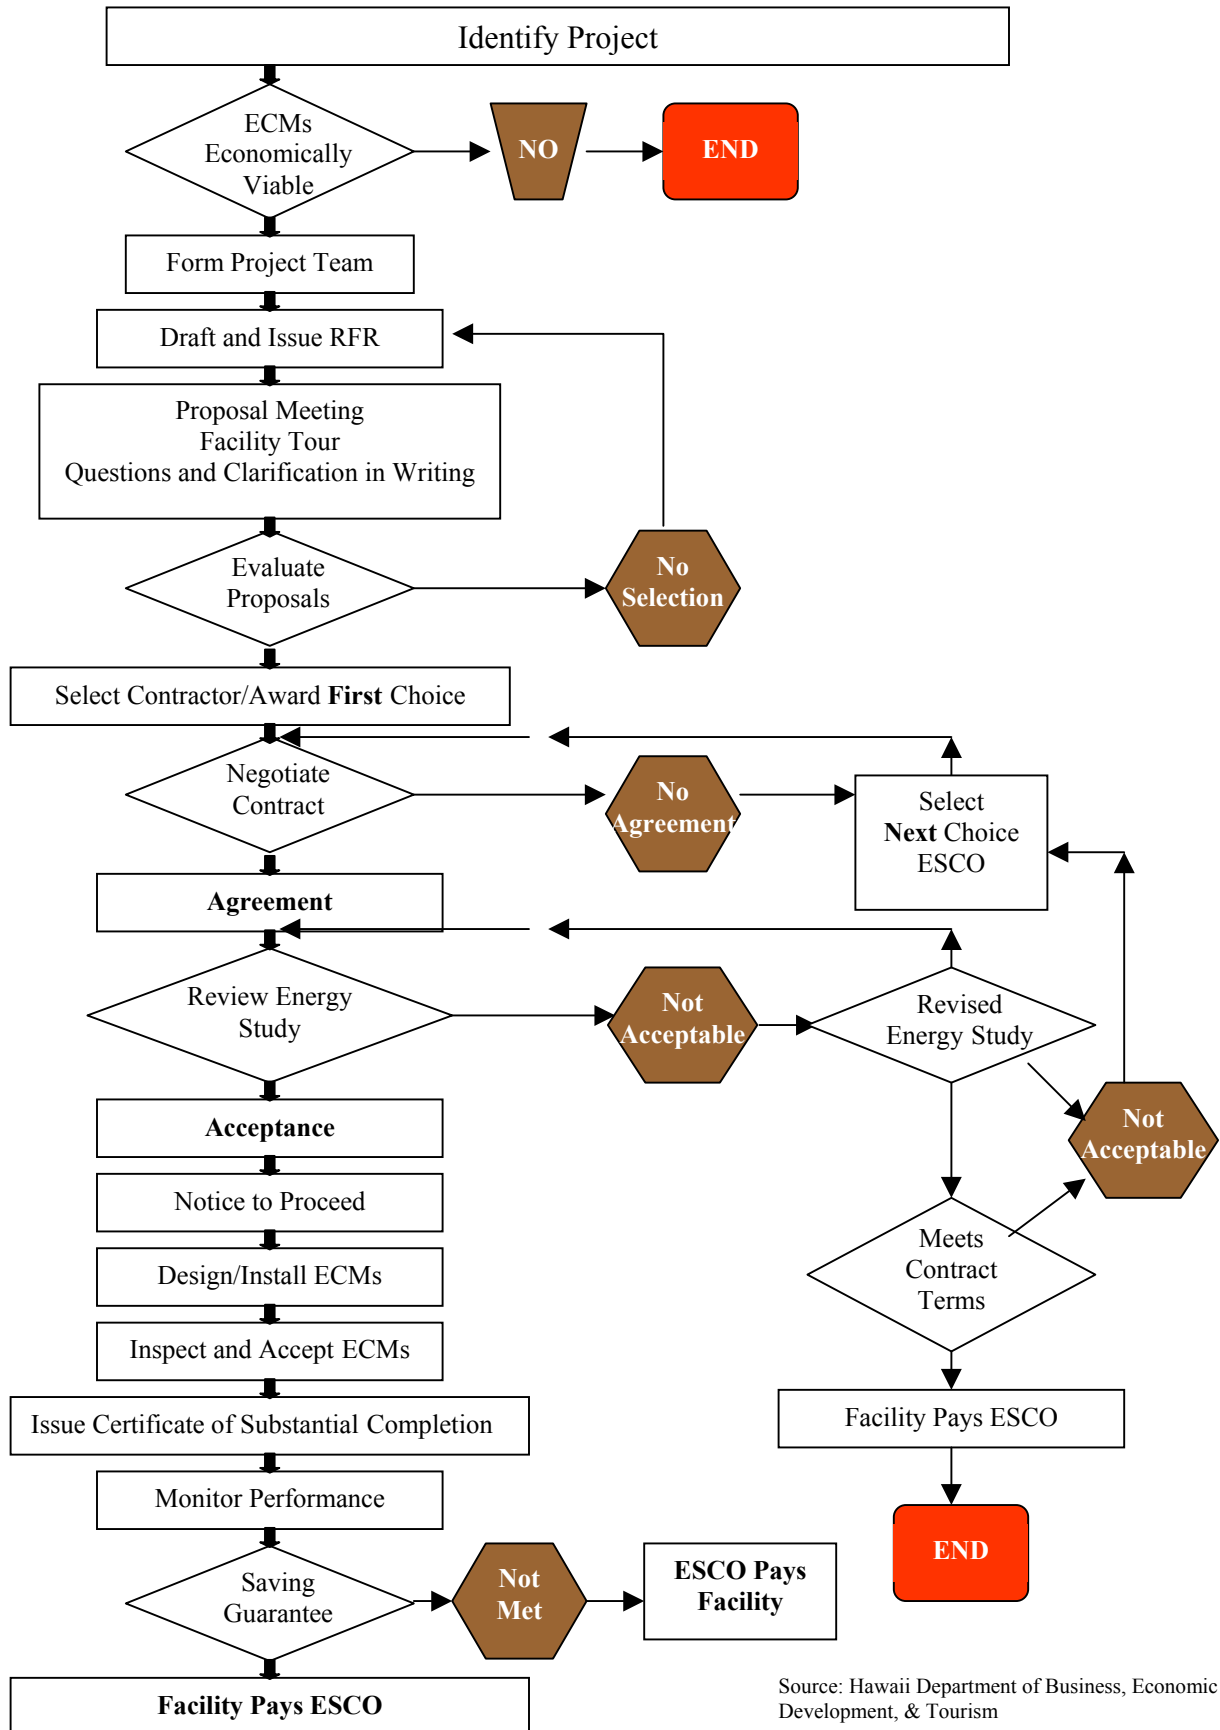 Identify Project
ECMs
Economically
Viable
NO
END
Form Project Team
Draft and Issue RFR
Proposal Meeting
Facility Tour
Questions and Clarification in Writing
Evaluate
Proposals
No
Selection
Select Contractor/Award First Choice
Negotiate
Contract
No
Agreement
Select
Next Choice
ESCO
Agreement
Review Energy
Study
Not
Acceptable
Revised
Energy Study
Not
Acceptable
Acceptance
Notice to Proceed
Meets
Contract
Terms
Design/Install ECMs
Inspect and Accept ECMs
Issue Certificate of Substantial Completion
Facility Pays ESCO
Monitor Performance
END
Saving
Guarantee
Not
Met
ESCO Pays
Facility
Facility Pays ESCO
Source: Hawaii Department of Business, Economic
Development, & Tourism